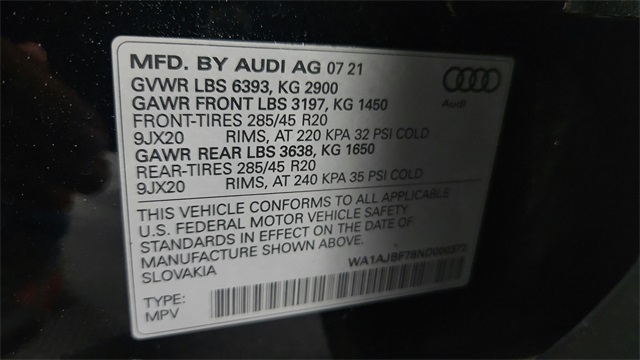 MFD. BY AUDI AG 07 21
GVWR LBS 6393, KG 2900
GAWR FRONT LBS 3197, KG 1450
FRONT-TIRES 285/45 R20
9JX20 RIMS, AT 220 KPA 32 PSI COLD
GAWR REAR LBS 3638, KG 1650
REAR-TIRES 285/45 R20
9JX20 RIMS, AT 240 KPA 35 PSI COLD
Audi
THIS VEHICLE CONFORMS TO ALL APPLICABLE
U.S. FEDERAL MOTOR VEHICLE SAFETY
STANDARDS IN EFFECT ON THE DATE OF
MANUFACTURE SHOWN ABOVE.
SLOVAKIA
TYPE:
MPV